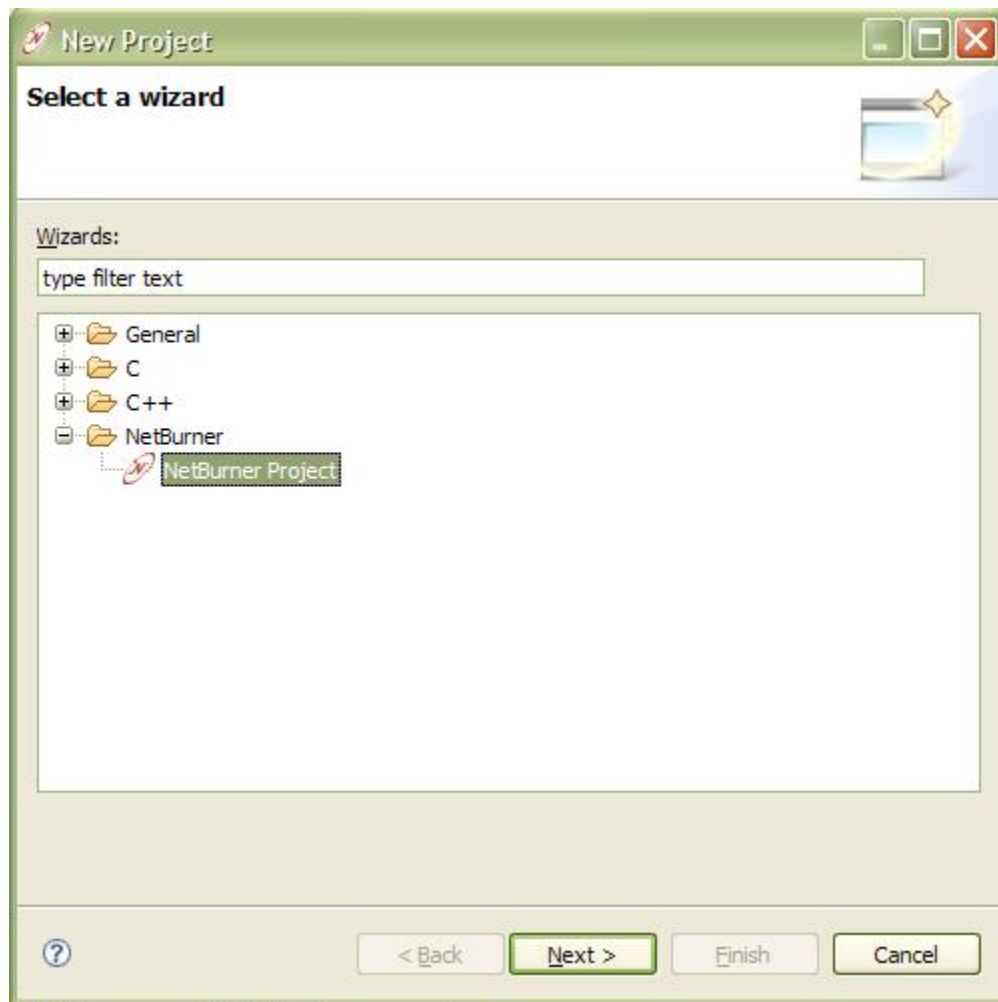 New Project
Select a wizard
Wizards:
type filter text
General
C
C++
NetBurner
NetBurner Project
< Back
Next >
Finish
Cancel